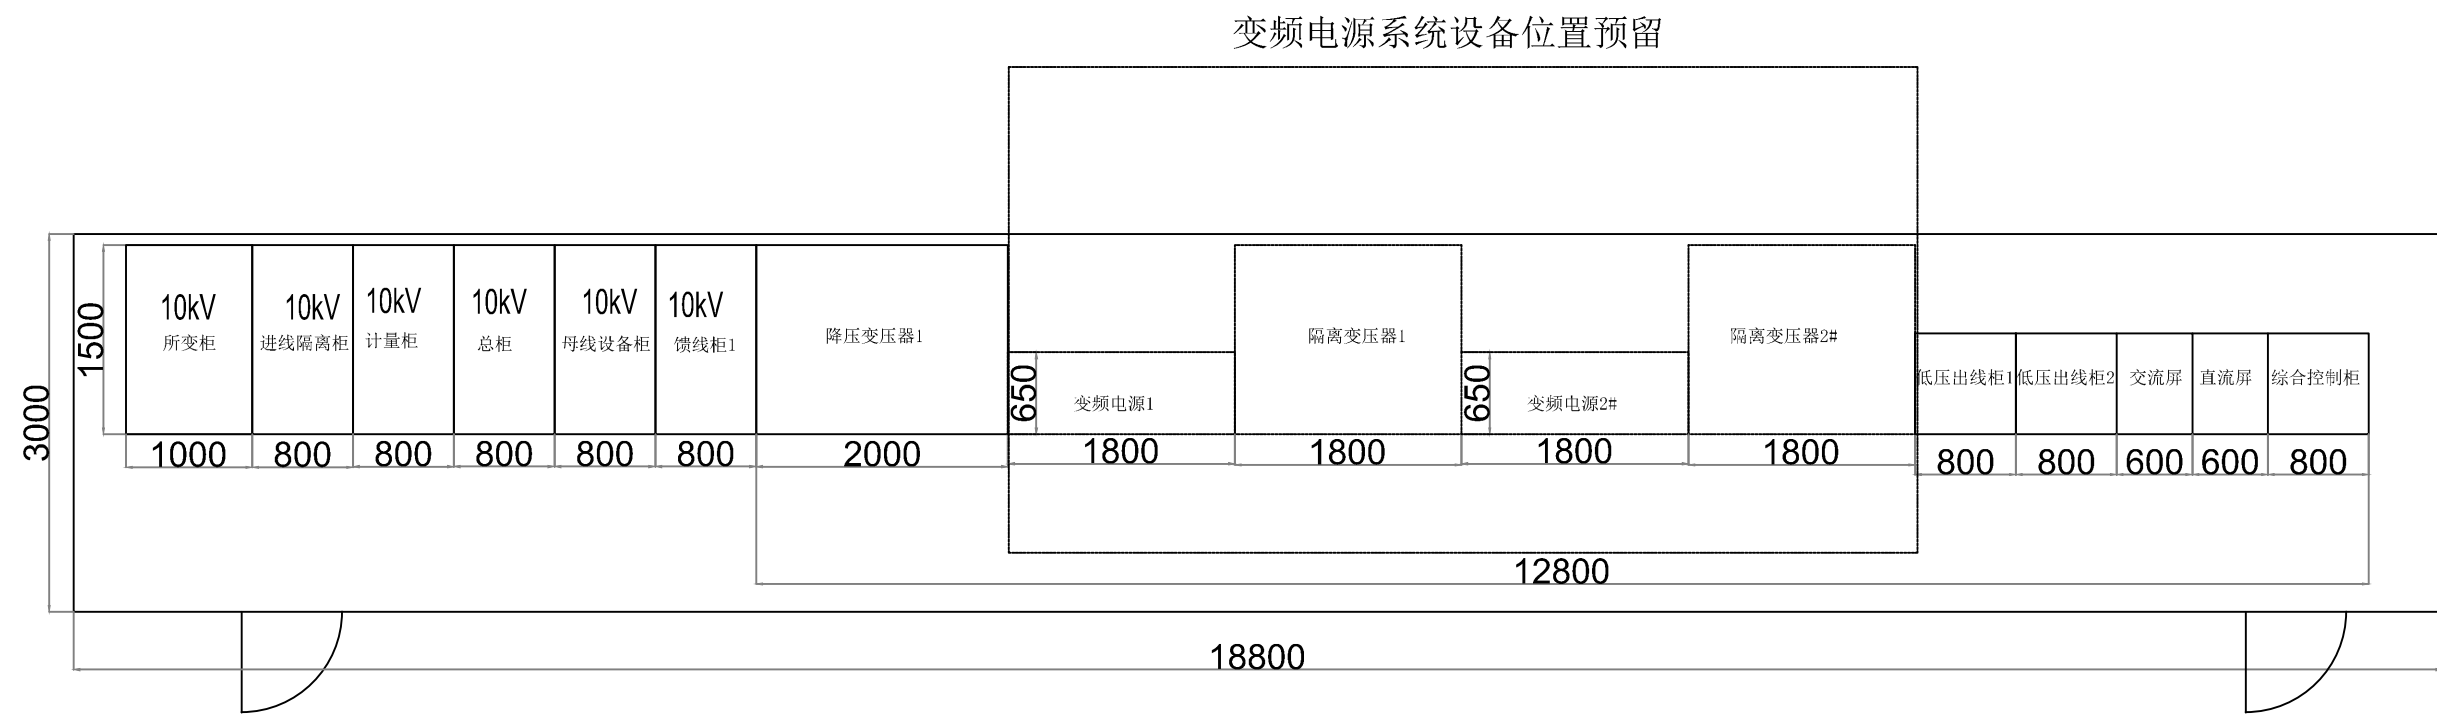 变频电源系统设备位置预留
10kV
所变柜
10kV
进线隔离柜
10kV
计量柜
10kV
总柜
10kV
母线设备柜
10kV
馈线柜1
降压变压器1
变频电源1
隔离变压器1
变频电源2#
隔离变压器2#
低压出线柜1
低压出线柜2
交流屏
直流屏
综合控制柜
3000
1500
650
650
1000
800
800
800
800
800
2000
1800
1800
1800
1800
800
800
600
600
800
12800
18800